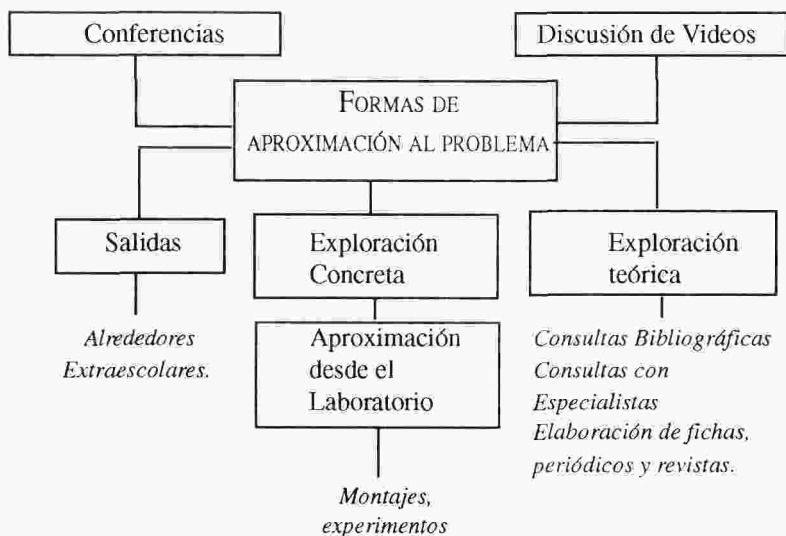 Conferencias
Discusión de Videos
FORMAS DE
APROXIMACIÓN AL PROBLEMA
Salidas
Exploración
Concreta
Exploración
teórica
Alrededores
Extraescolares.
Aproximación
desde el
Laboratorio
Consultas Bibliográficas
Consultas con
Especialistas
Elaboración de fichas,
periódicos y revistas.
Montajes,
experimentos